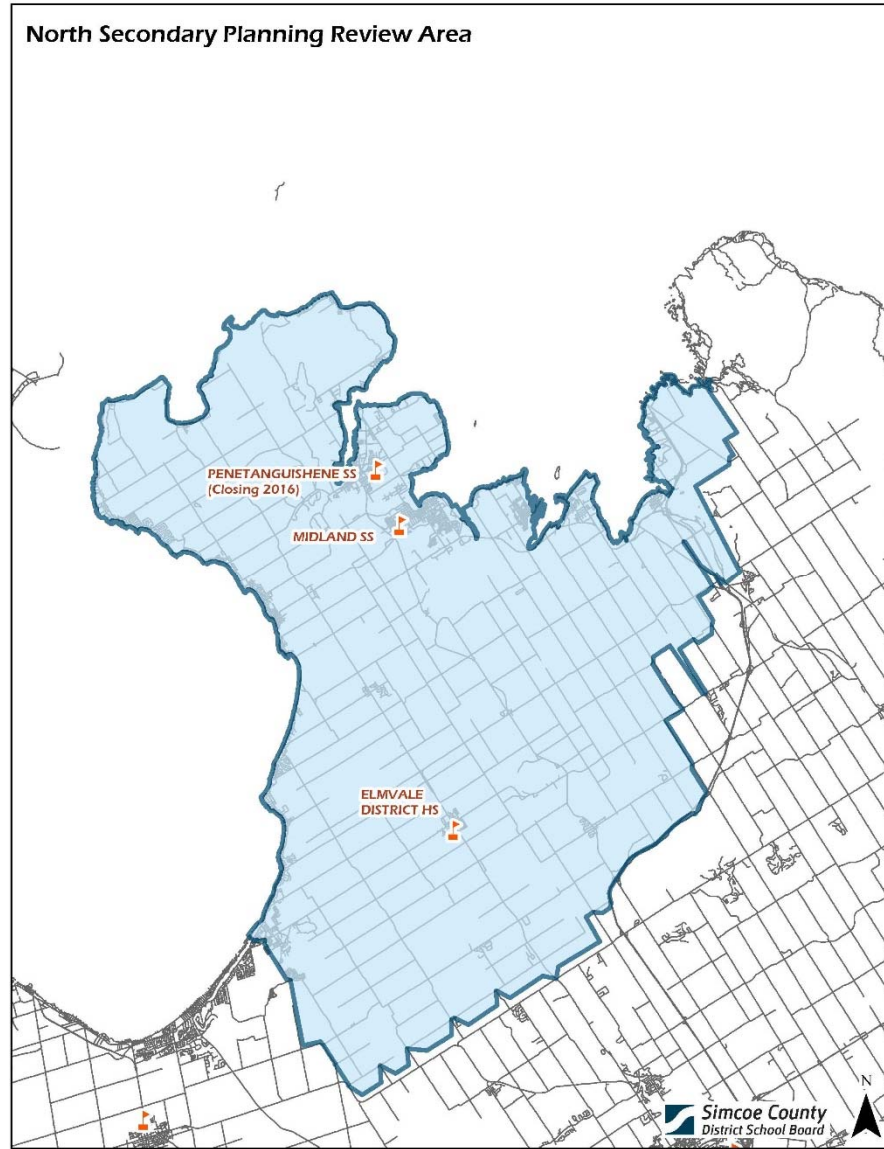 North Secondary Planning Review Area
PENETANGUISHENE SS
(Closing 2016)
MIDLAND SS
ELMVALE
DISTRICT HS
N
Simcoe County
District School Board